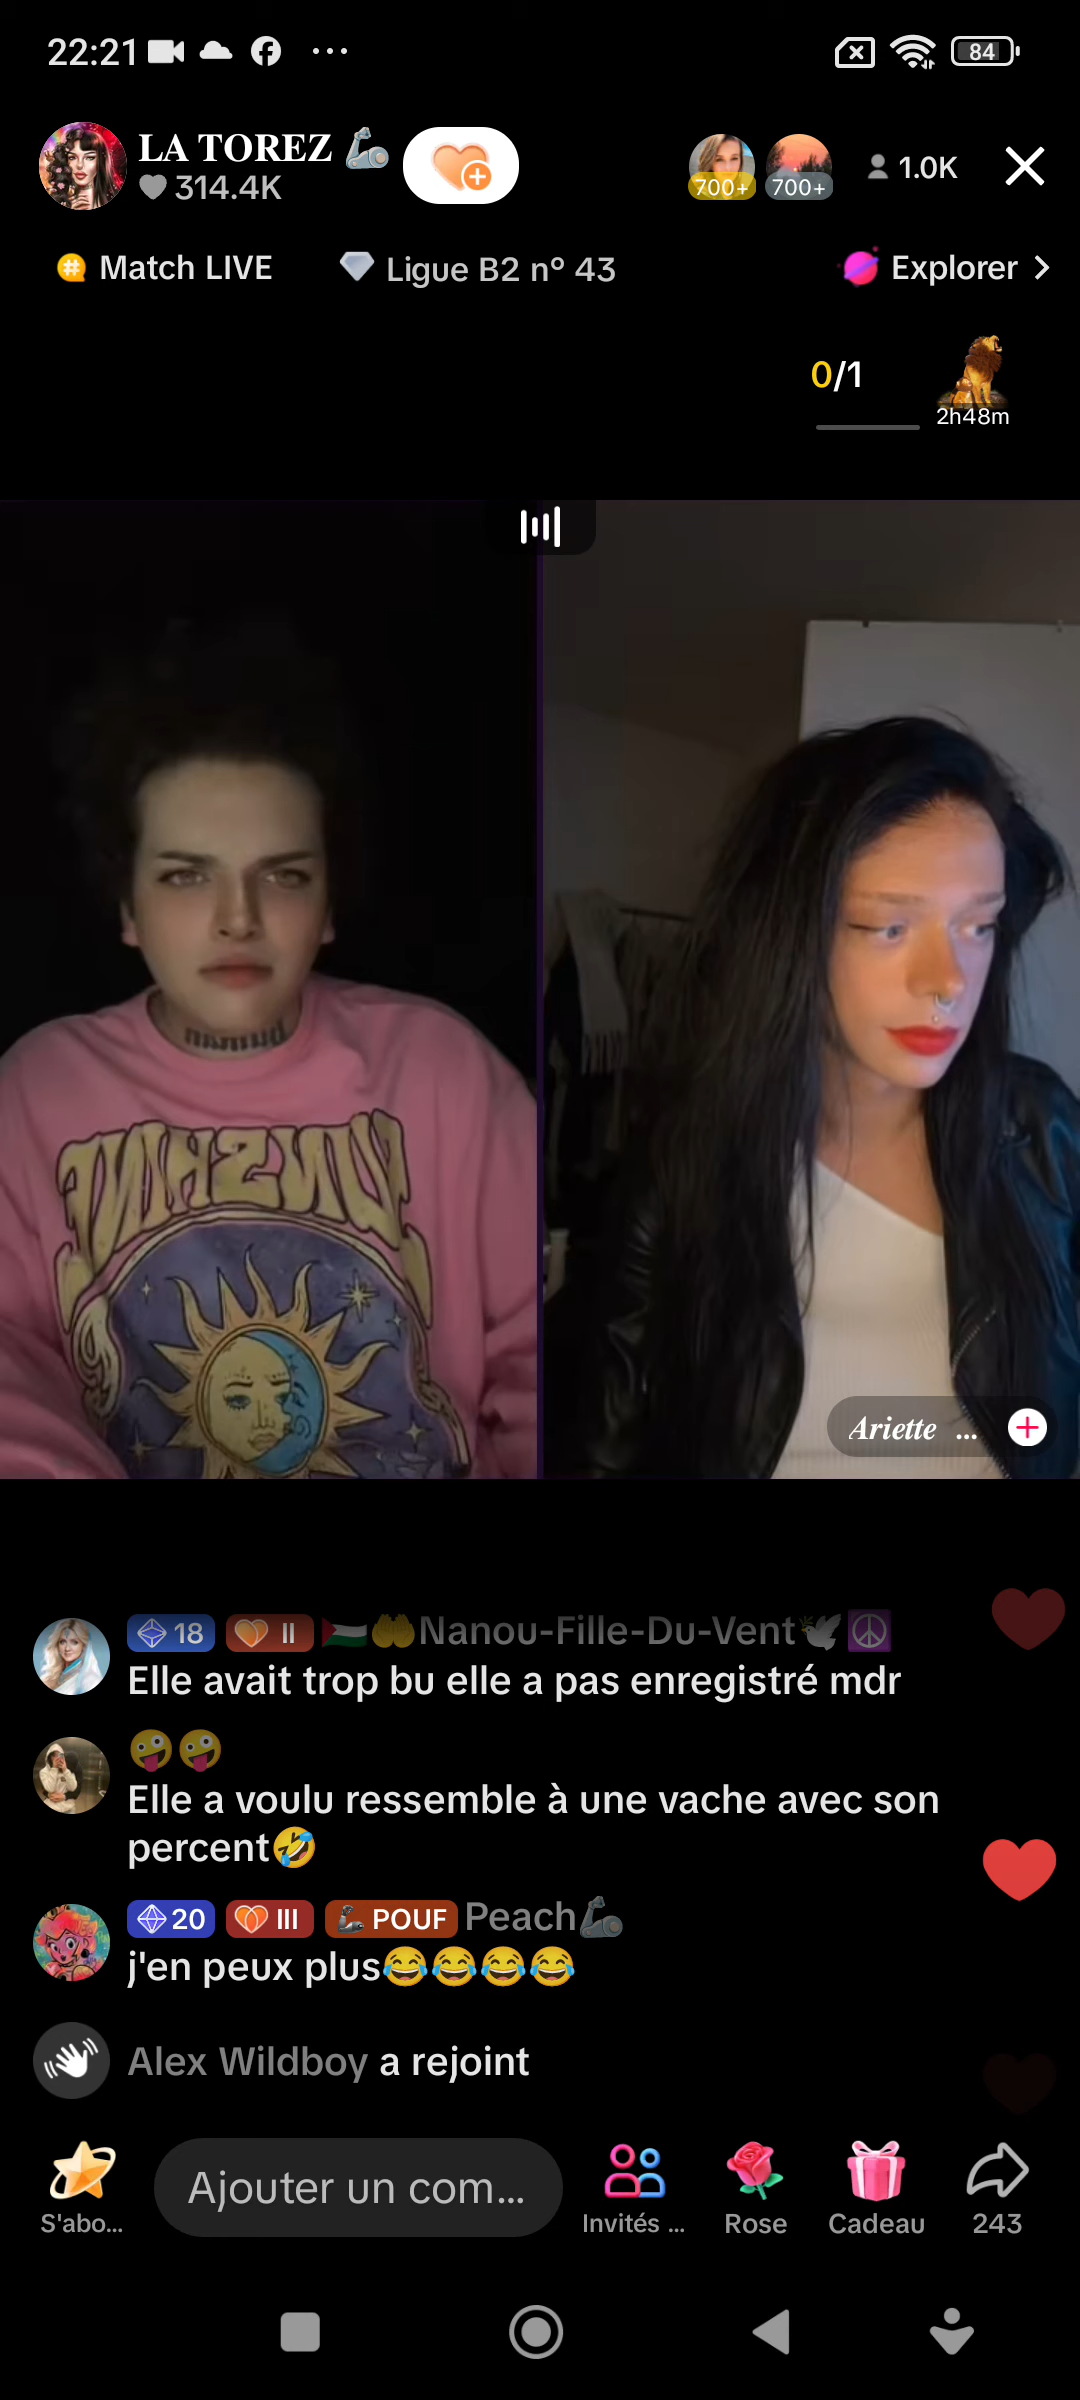 22:21
84
LA TOREZ 🦾
314.4K
700+
700+
1.0K
Match LIVE
Ligue B2 nº 43
Explorer
0/1
2h48m
Ariette ...
18 II 🇵🇸🤲Nanou-Fille-Du-Vent🕊️☮️
Elle avait trop bu elle a pas enregistré mdr
🤪🤪
Elle a voulu ressemble à une vache avec son
percent🤣
20 III POUF Peach🦾
j'en peux plus😂😂😂😂
Alex Wildboy a rejoint
Ajouter un com...
S'abo...
Invités ...
Rose
Cadeau
243